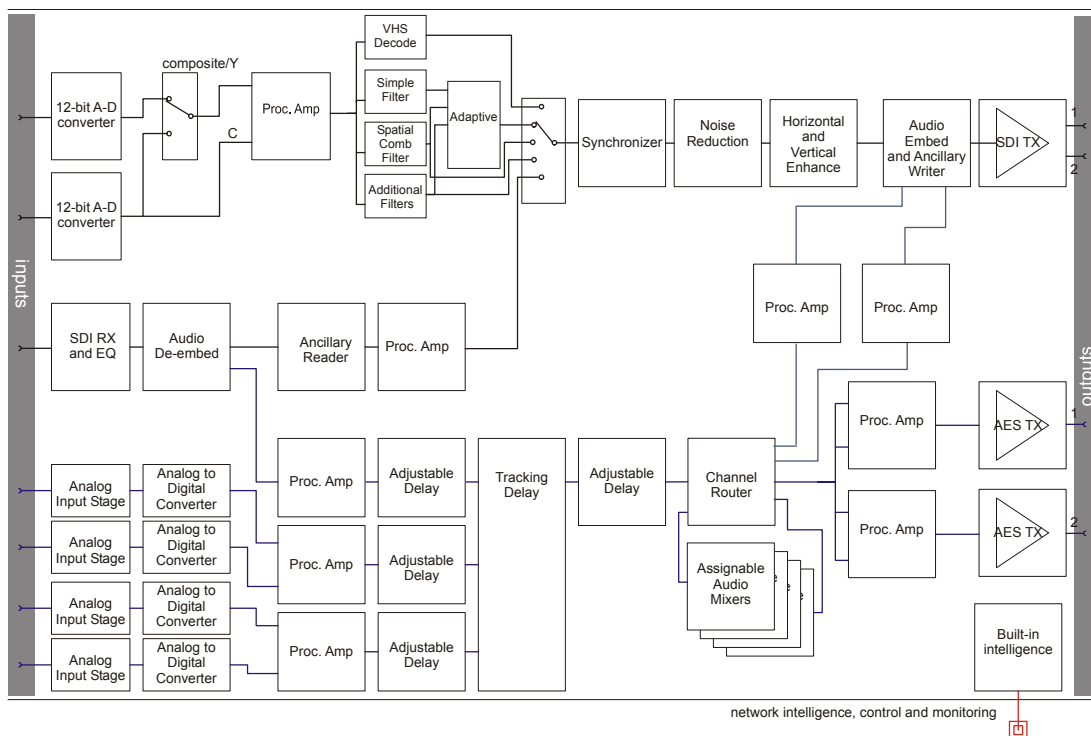 VHS
Decode
composite/Y
12-bit A-D
converter
Proc. Amp
Simple
Filter
Adaptive
C
Spatial
Comb
Filter
Additional
Filters
Synchronizer
Noise
Reduction
Horizontal
and
Vertical
Enhance
Audio
Embed
and Ancillary
Writer
SDI TX
1
2
12-bit A-D
converter
inputs
Proc. Amp
Proc. Amp
SDI RX
and EQ
Audio
De-embed
Ancillary
Reader
Proc. Amp
outputs
Proc. Amp
AES TX
1
Analog
Input Stage
Analog to
Digital
Converter
Proc. Amp
Adjustable
Delay
Tracking
Delay
Adjustable
Delay
Channel
Router
Proc. Amp
AES TX
2
Analog
Input Stage
Analog to
Digital
Converter
Proc. Amp
Adjustable
Delay
Assignable
Audio
Mixers
e
e
e
Analog
Input Stage
Analog to
Digital
Converter
Proc. Amp
Adjustable
Delay
Analog
Input Stage
Analog to
Digital
Converter
Built-in
intelligence
network intelligence, control and monitoring